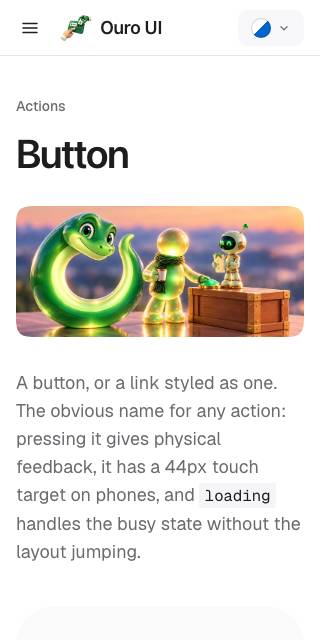 Ouro UI
Actions
Button
A button, or a link styled as one.
The obvious name for any action:
pressing it gives physical
feedback, it has a 44px touch
target on phones, and loading
handles the busy state without the
layout jumping.